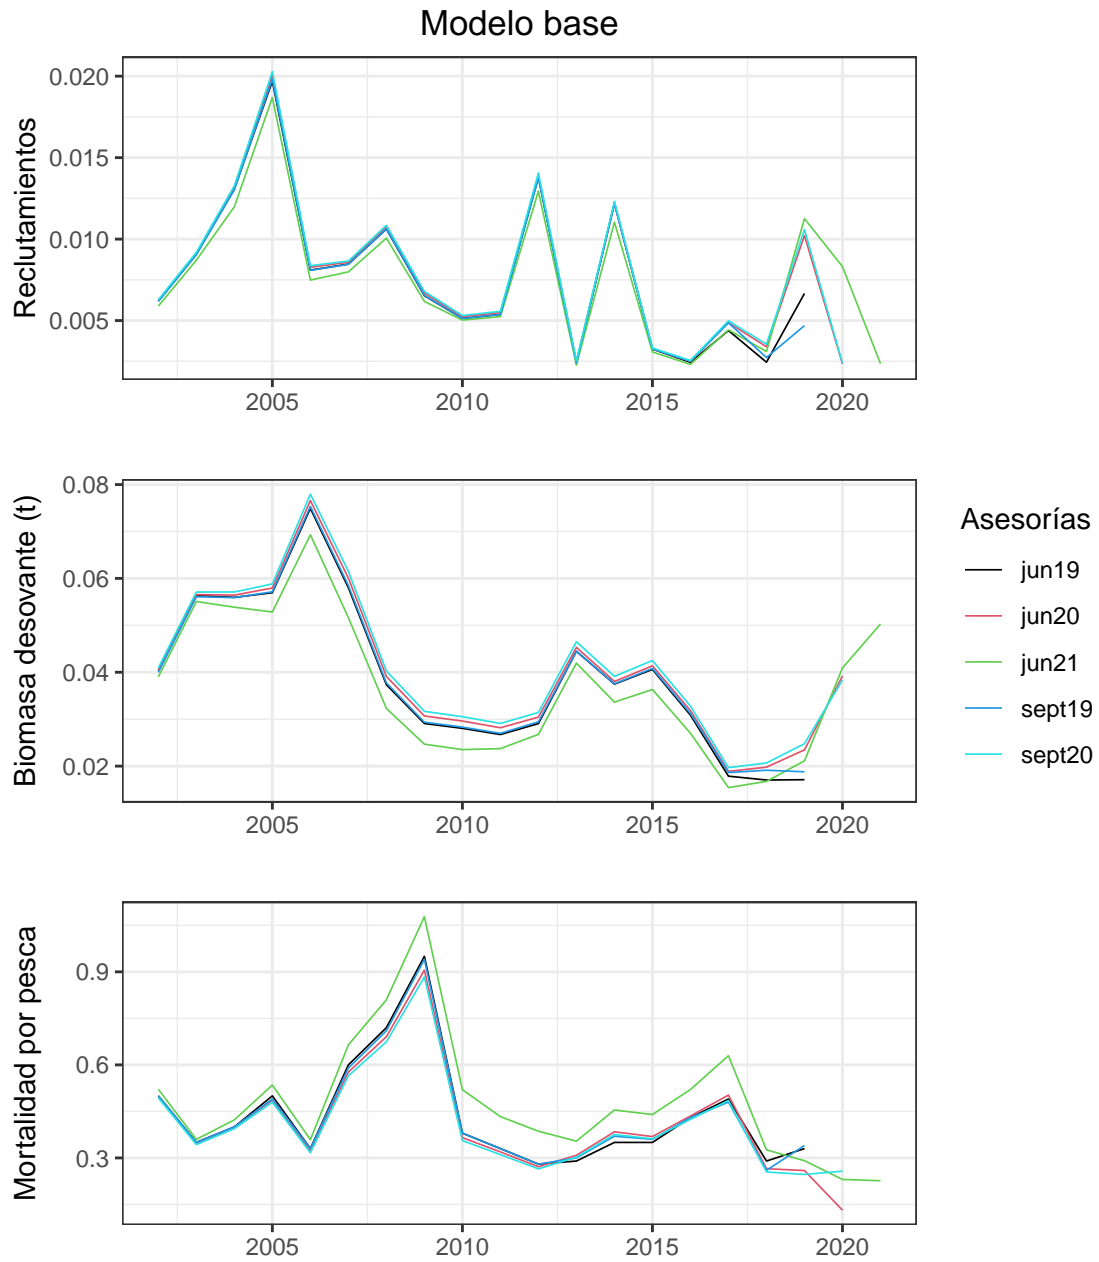 Modelo base
Reclutamientos
0.020
0.015
0.010
0.005
2005 2010 2015 2020
Biomasa desovante (t)
0.08
0.06
0.04
0.02
2005 2010 2015 2020
Asesorías
jun19
jun20
jun21
sept19
sept20
Mortalidad por pesca
0.9
0.6
0.3
2005 2010 2015 2020